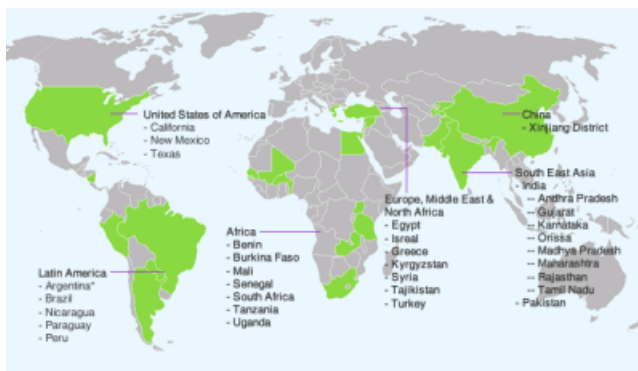 United States of America
- California
- New Mexico
- Texas
Latin America
- Argentina*
- Brazil
- Nicaragua
- Paraguay
- Peru
Africa
- Benin
- Burkina Faso
- Mali
- Senegal
- South Africa
- Tanzania
- Uganda
Europe, Middle East &
North Africa
- Egypt
- Isreal
- Greece
- Kyrgyzstan
- Syria
- Tajikistan
- Turkey
China
- Xinjiang District
South East Asia
- India
-- Andhra Pradesh
-- Gujarat
-- Karnataka
-- Orissa
-- Madhya Pradesh
-- Maharashtra
-- Rajasthan
-- Tamil Nadu
- Pakistan